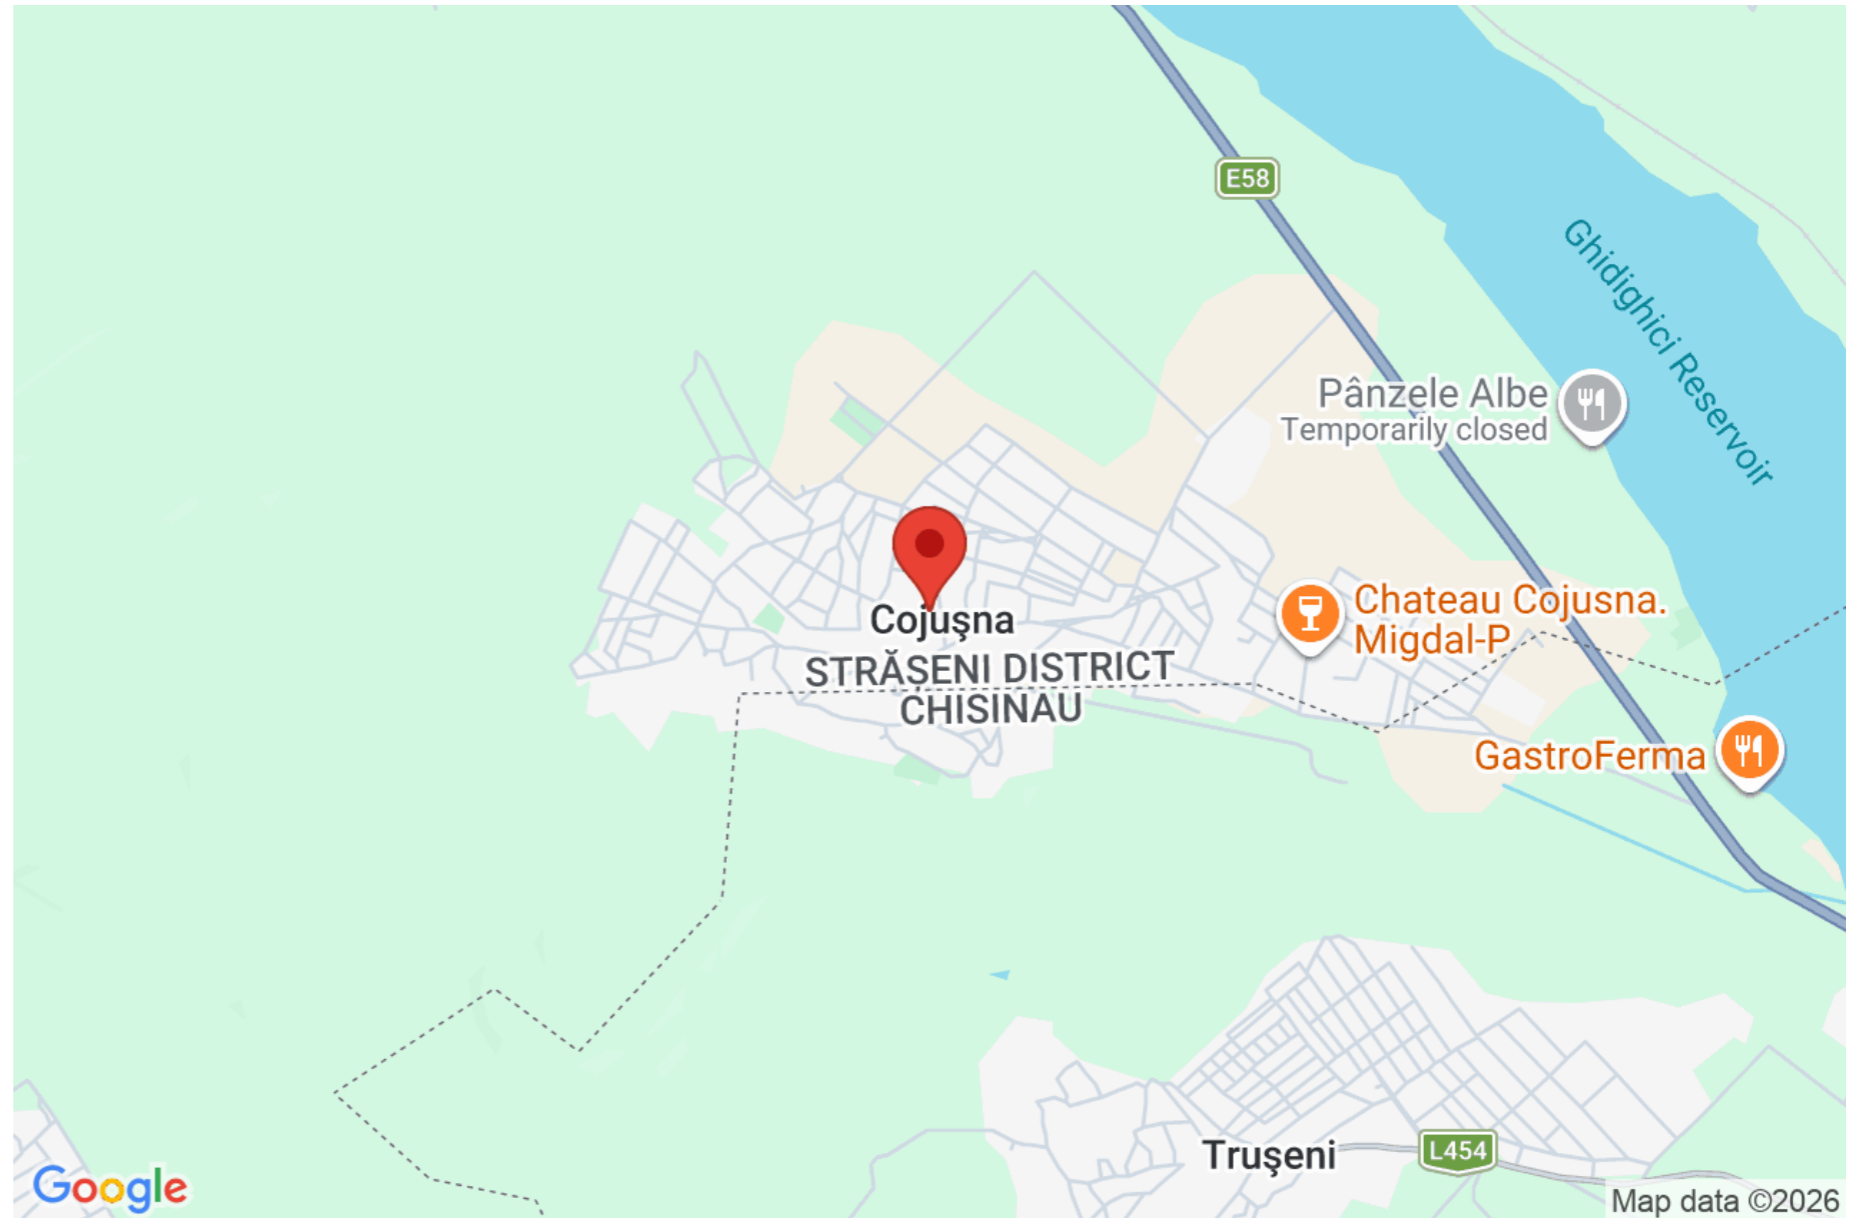 E58
Ghidighici Reservoir
Pânzele Albe
Temporarily closed
Chateau Cojusna.
Migdal-P
Cojuşna
STRĂŞENI DISTRICT
CHISINAU
GastroFerma
Truşeni
L454
Google
Map data ©2026